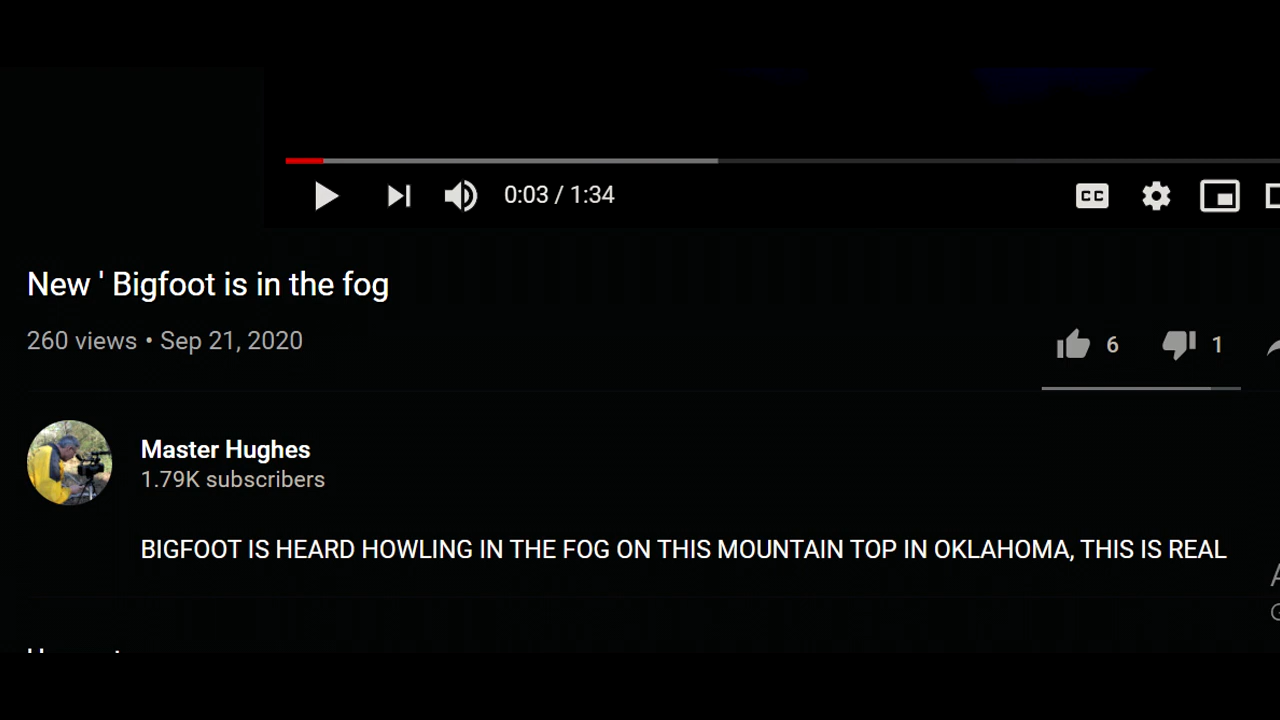 0:03 / 1:34
CC
New ' Bigfoot is in the fog
260 views • Sep 21, 2020
6 1
Master Hughes
1.79K subscribers
BIGFOOT IS HEARD HOWLING IN THE FOG ON THIS MOUNTAIN TOP IN OKLAHOMA, THIS IS REAL